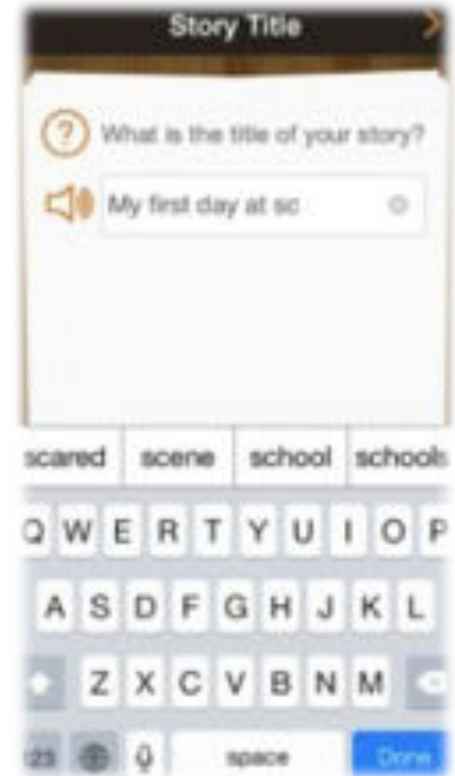 Story Title
What is the title of your story?
My first day at sc
scared scene school schools
Q W E R T Y U I O P
A S D F G H J K L
Z X C V B N M
123 space Done